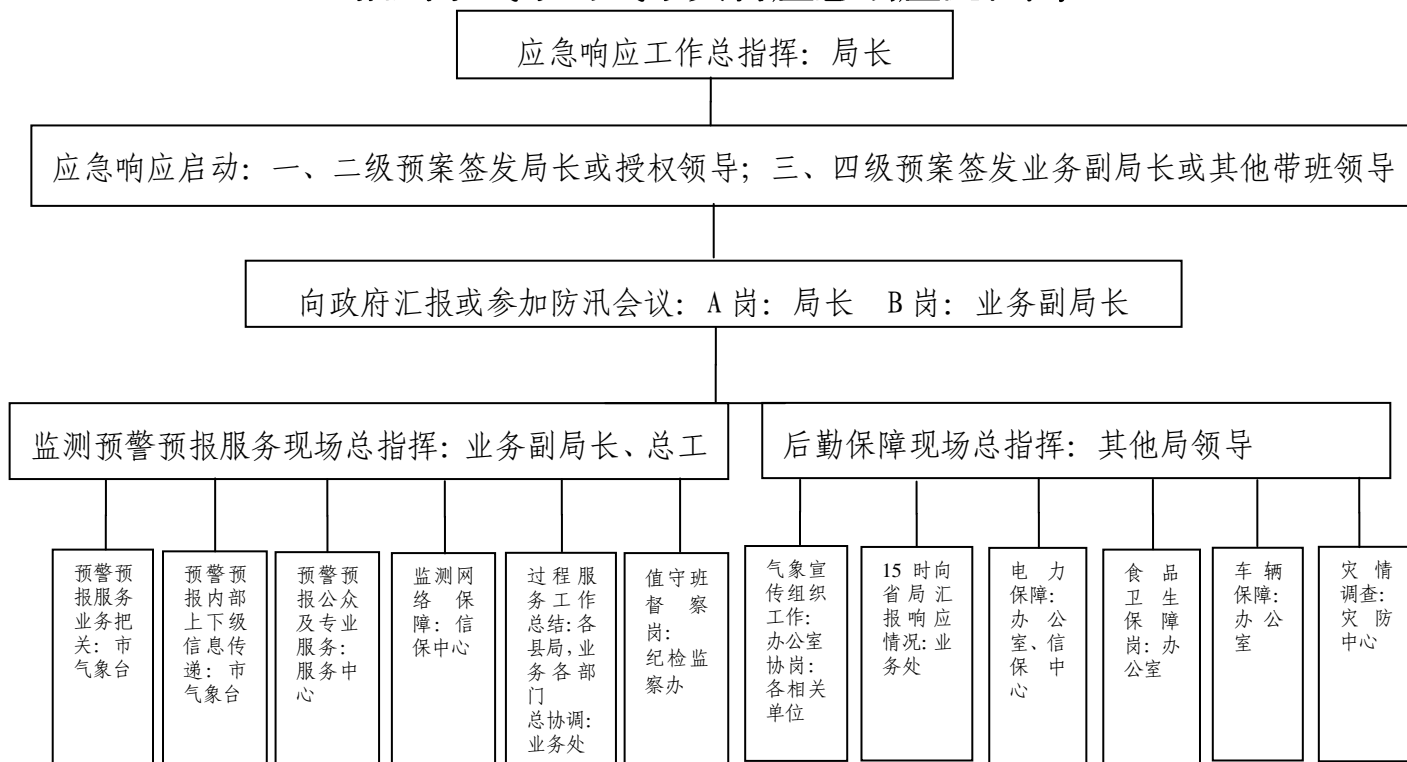 应急响应工作总指挥：局长
应急响应启动：一、二级预案签发局长或授权领导；三、四级预案签发业务副局长或其他带班领导
向政府汇报或参加防汛会议：A 岗：局长 B 岗：业务副局长
监测预警预报服务现场总指挥：业务副局长、总工
后勤保障现场总指挥：其他局领导
预警预
报服务
业务把
关：市
气象台
预警预
报内部
上下级
信息传
递：市
气象台
预警预
报公众
及专业
服务：
服务中
心
监测网
络保
障：信
保中心
过程服
务工作
总结：各
县局，业
务各部
门
总协调：
业务处
值守班
督察
岗：
纪检监
察办
气象宣
传组织
工作：
办公室
协岗：
各相关
单位
15 时向
省局汇
报响应
情况：业
务处
电力
保障：
办公
室、信
保中
心
食品
卫生
保障
岗：办
公室
车辆
保障：
办公
室
灾情
调查：
灾防
中心